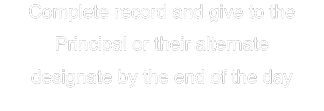 Complete record and give to the
Principal or their alternate
designate by the end of the day